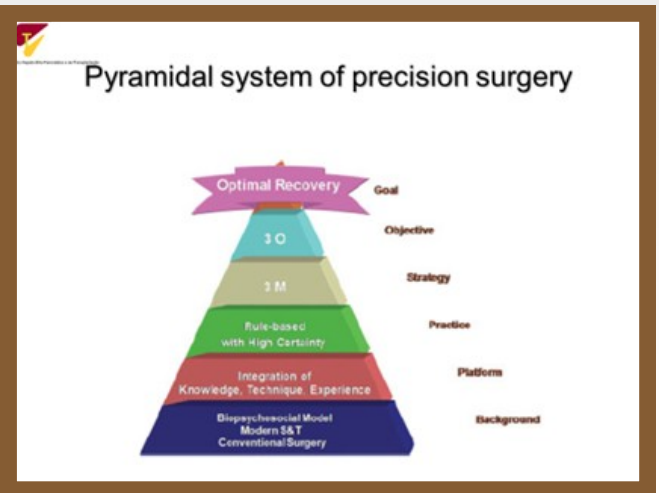 Pyramidal system of precision surgery
Optimal Recovery
Goal
3 O
Objective
3 M
Strategy
Rule-based
with High Certainty
Practice
Integration of
Knowledge, Technique, Experience
Platform
Biopsychosocial Model
Modern S&T
Conventional Surgery
Background